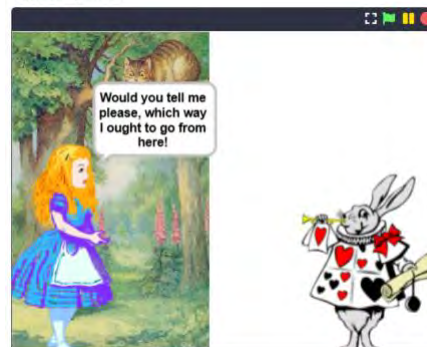 Would you tell me
please, which way
I ought to go from
here!